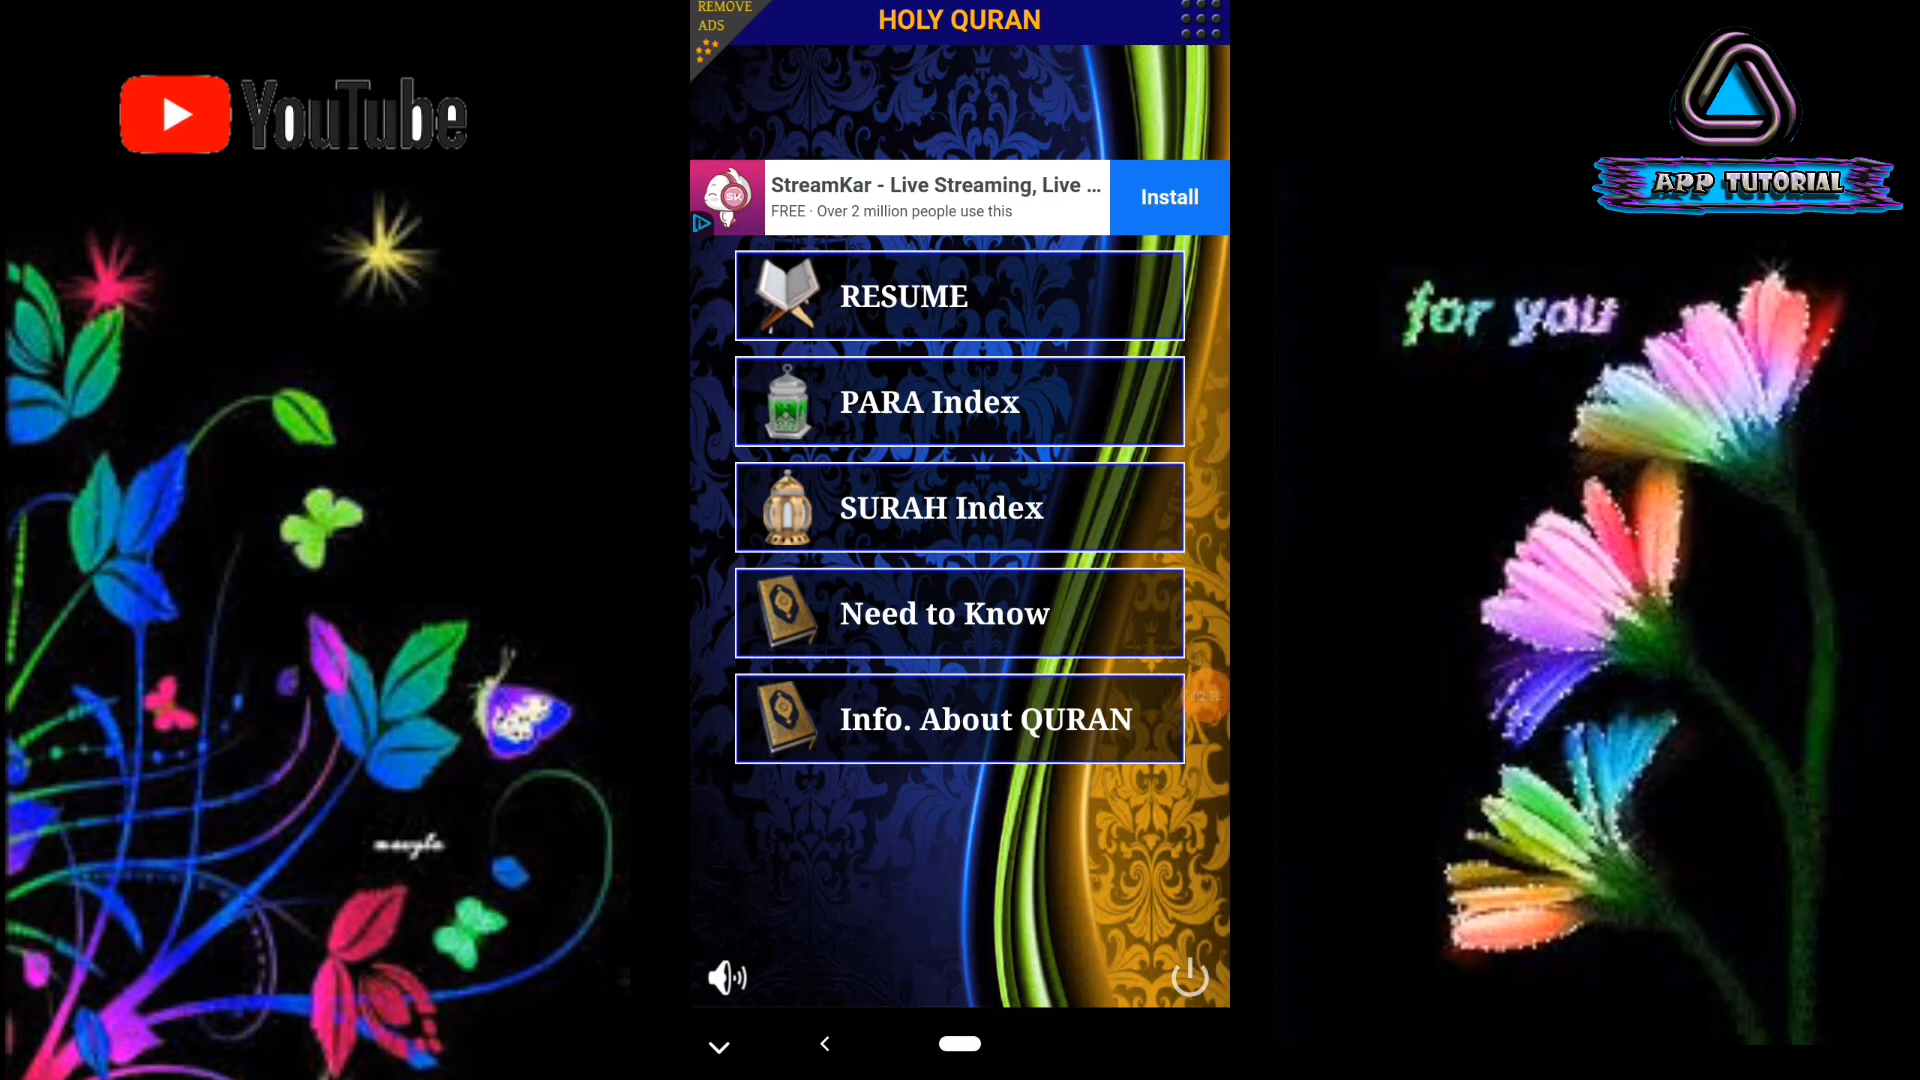 REMOVE
ADS
HOLY QURAN
YouTube
APP TUTORIAL
StreamKar - Live Streaming, Live ...
FREE · Over 2 million people use this
Install
SK
for you
RESUME
PARA Index
SURAH Index
Need to Know
Info. About QURAN